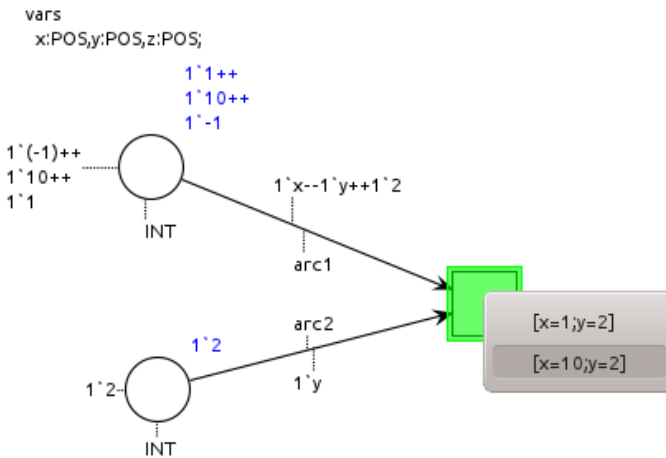 vars
x:POS,y:POS,z:POS;
1`1++
1`10++
1`-1
1`(-1)++
1`10++
1`1
INT
1`x--1`y++1`2
arc1
[x=1;y=2]
[x=10;y=2]
arc2
1`2
1`y
1`2
INT